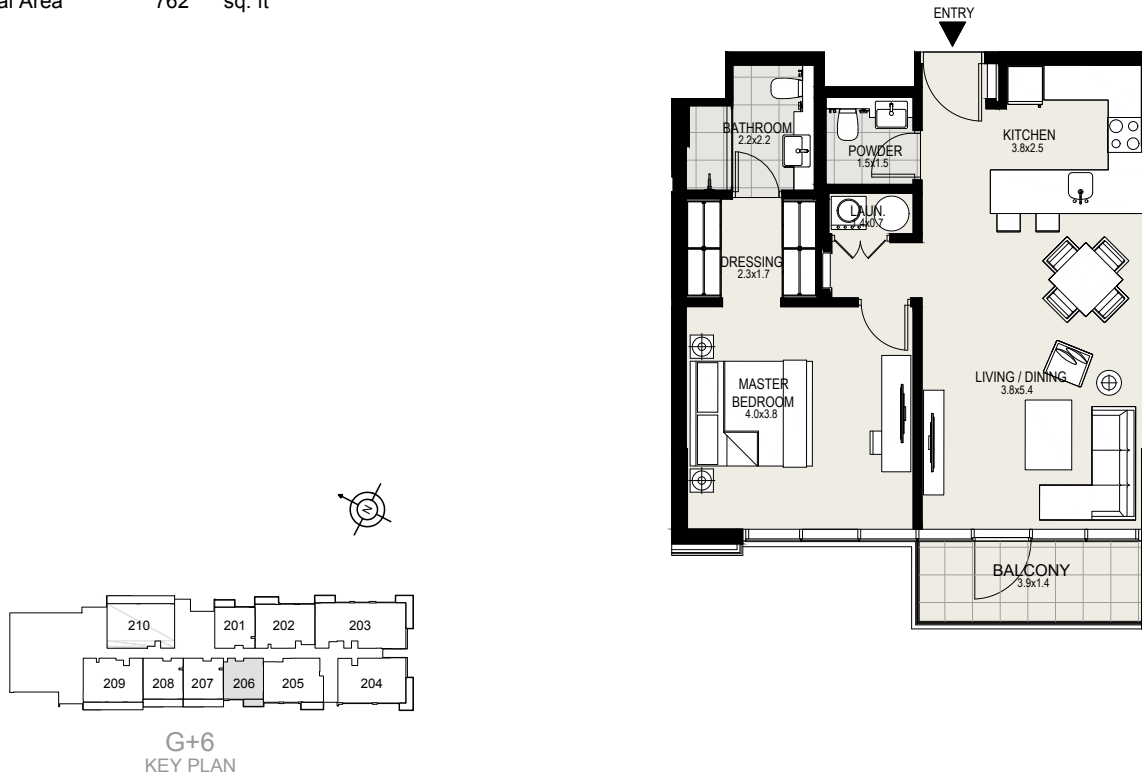 al Area 762 sq. ft
ENTRY
BATHROOM
2.2x2.2
POWDER
1.5x1.5
KITCHEN
3.8x2.5
LAUN.
DRESSING
2.3x1.7
MASTER
BEDROOM
4.0x3.8
LIVING / DINING
3.8x5.4
BALCONY
3.9x1.4
N
210 201 202 203
209 208 207 206 205 204
G+6
KEY PLAN